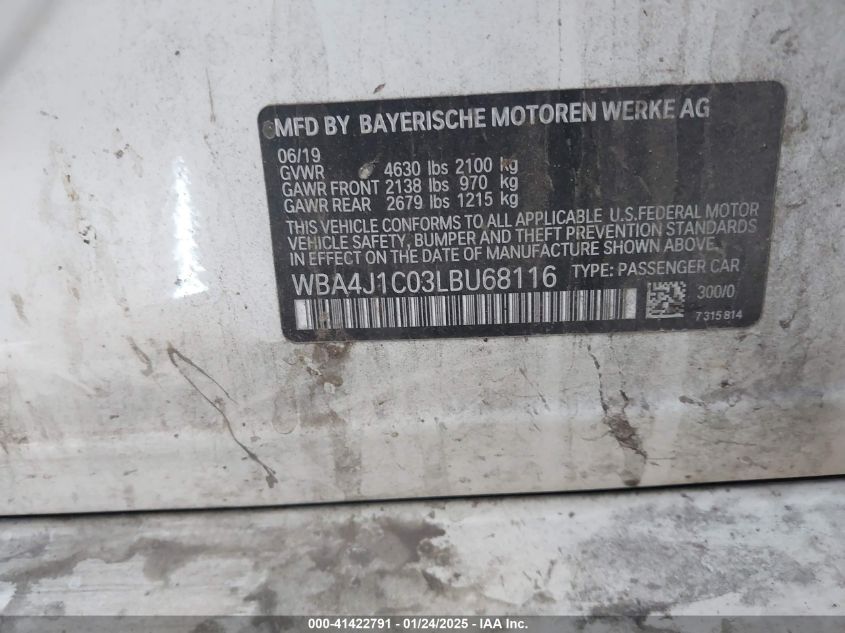 MFD BY BAYERISCHE MOTOREN WERKE AG
06/19
GVWR 4630 lbs 2100 kg
GAWR FRONT 2138 lbs 970 kg
GAWR REAR 2679 lbs 1215 kg
THIS VEHICLE CONFORMS TO ALL APPLICABLE U.S.FEDERAL MOTOR
VEHICLE SAFETY, BUMPER AND THEFT PREVENTION STANDARDS
IN EFFECT ON THE DATE OF MANUFACTURE SHOWN ABOVE.
WBA4J1C03LBU68116 TYPE: PASSENGER CAR
300/0
7315814
000-41422791 - 01/24/2025 - IAA Inc.